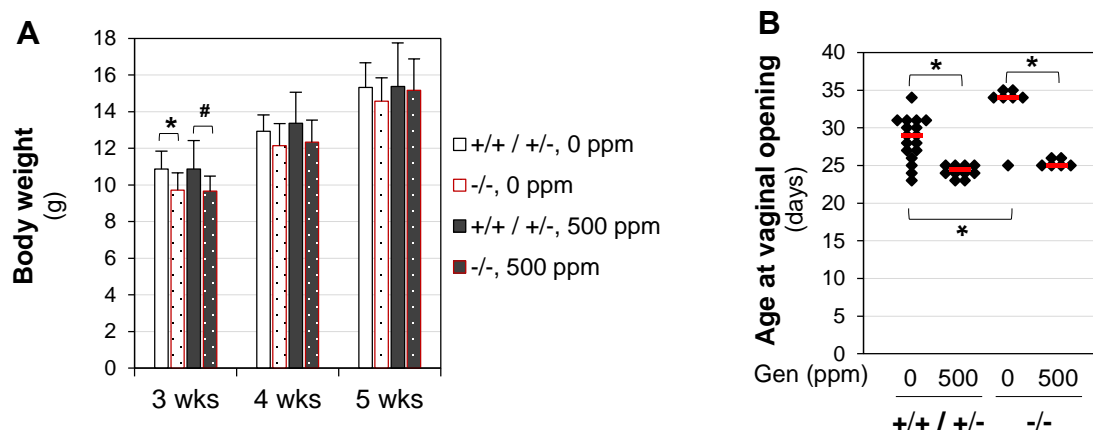 A
Body weight
(g)
18
16
14
12
10
8
6
4
2
0
* #
3 wks 4 wks 5 wks
+/+ / +/-, 0 ppm
-/-, 0 ppm
+/+ / +/-, 500 ppm
-/-, 500 ppm
B
Age at vaginal opening
(days)
40
35
30
25
20
15
10
5
0
* *
*
Gen (ppm) 0 500 0 500
+/+ / +/- -/-